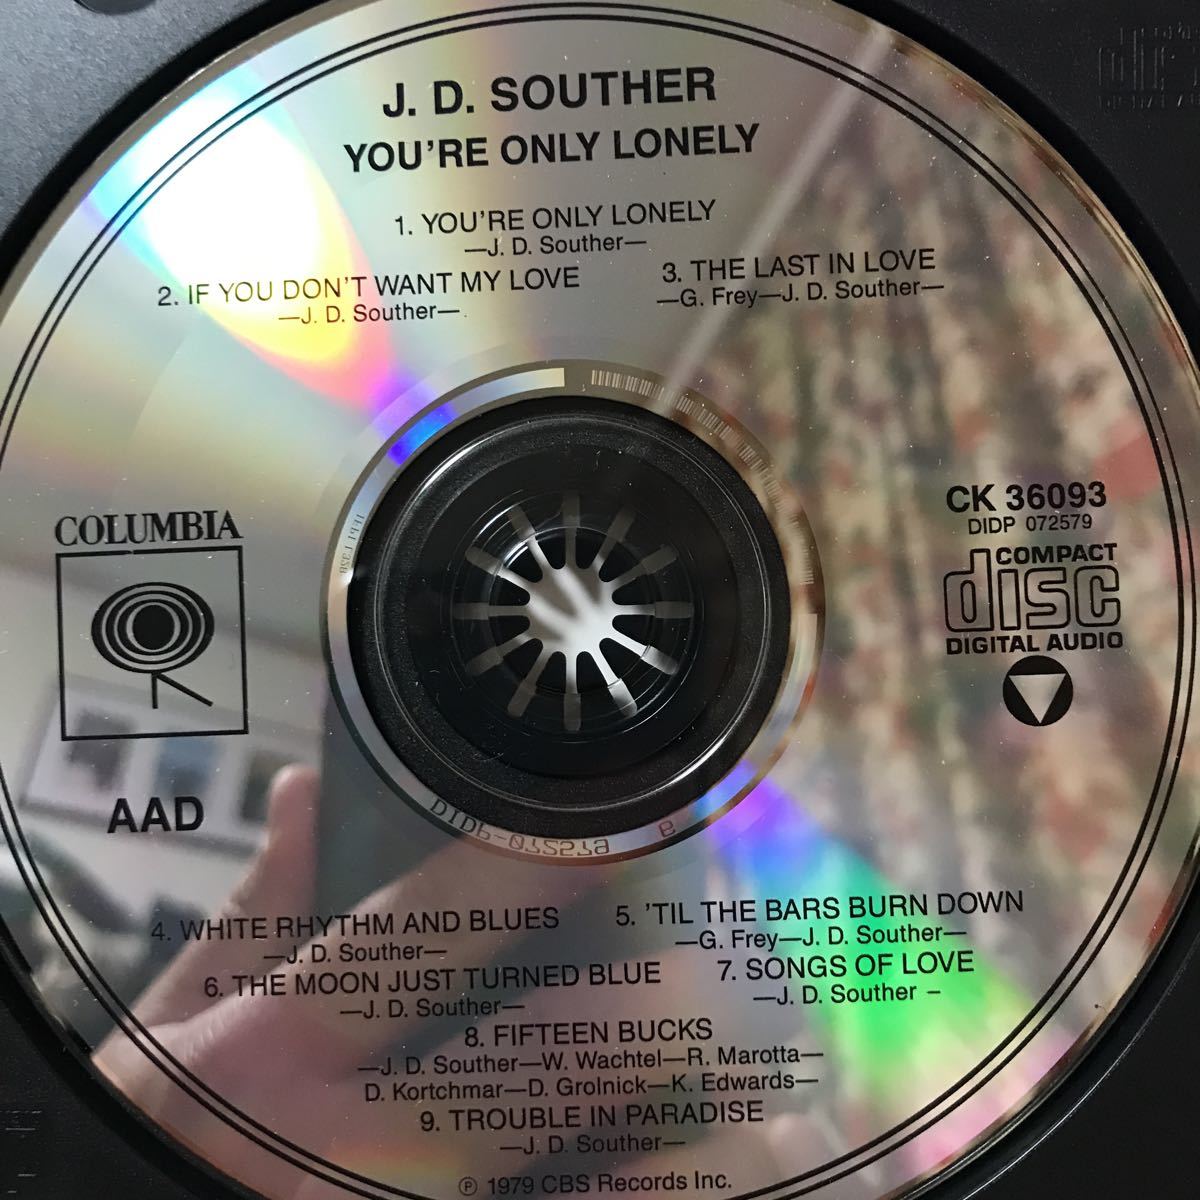 J. D. SOUTHER
YOU'RE ONLY LONELY
1. YOU'RE ONLY LONELY
—J. D. Souther—
2. IF YOU DON'T WANT MY LOVE
—J. D. Souther—
3. THE LAST IN LOVE
—G. Frey—J. D. Souther—
COLUMBIA
AAD
CK 36093
DIDP 072579
COMPACT
disc
DIGITAL AUDIO
DIDP-072579
4. WHITE RHYTHM AND BLUES
—J. D. Souther—
5. 'TIL THE BARS BURN DOWN
—G. Frey—J. D. Souther—
6. THE MOON JUST TURNED BLUE
—J. D. Souther—
7. SONGS OF LOVE
—J. D. Souther –
8. FIFTEEN BUCKS
—J. D. Souther—W. Wachtel—R. Marotta—
D. Kortchmar—D. Grolnick—K. Edwards—
9. TROUBLE IN PARADISE
—J. D. Souther—
℗ 1979 CBS Records Inc.